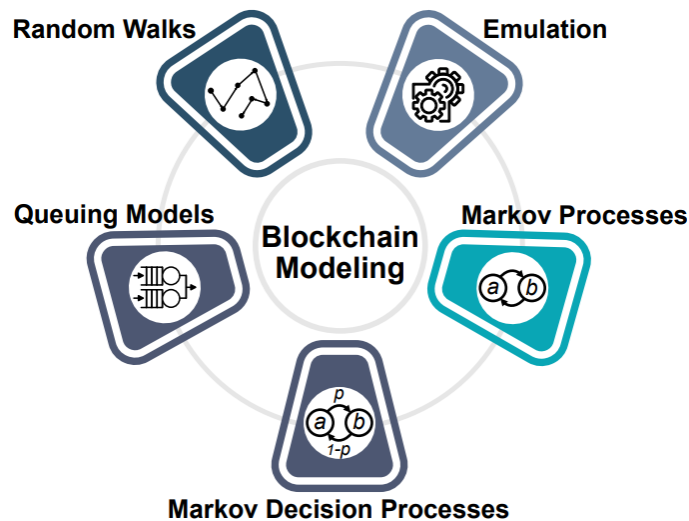 Random Walks
Emulation
Queuing Models
Markov Processes
Blockchain
Modeling
a b
p
a b
1-p
Markov Decision Processes